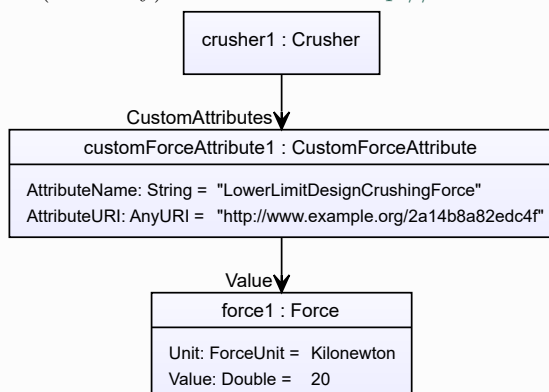 crusher1 : Crusher
CustomAttributes
customForceAttribute1 : CustomForceAttribute
AttributeName: String = "LowerLimitDesignCrushingForce"
AttributeURI: AnyURI = "http://www.example.org/2a14b8a82edc4f"
Value
force1 : Force
Unit: ForceUnit = Kilonewton
Value: Double = 20